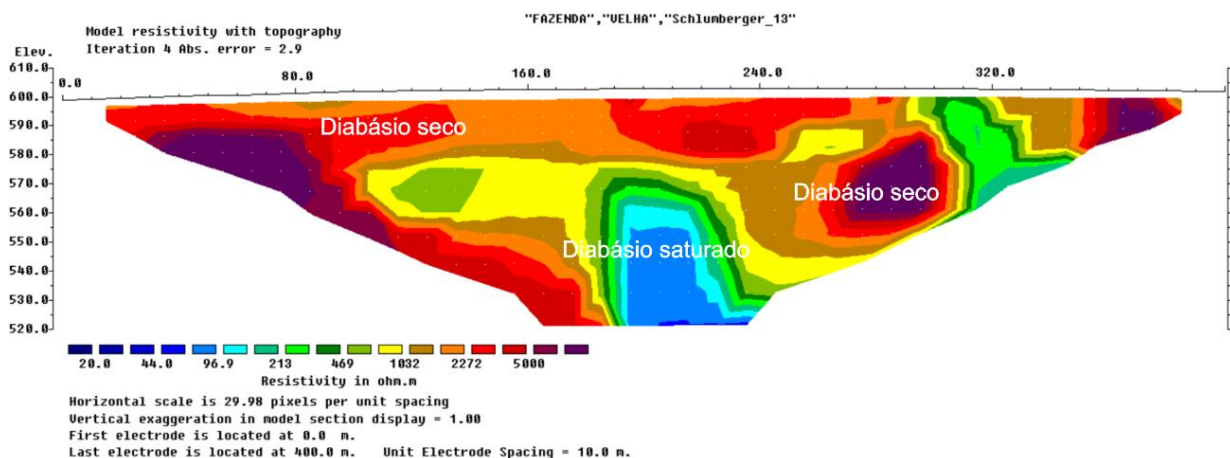 "FAZENDA","VELHA","Schlumberger_13"
Model resistivity with topography
Iteration 4 Abs. error = 2.9
Elev.
0.0 80.0 160.0 240.0 320.0
610.0
600.0
590.0
580.0
570.0
560.0
550.0
540.0
530.0
520.0
Diabásio seco
Diabásio seco
Diabásio saturado
20.0 44.0 96.9 213 469 1032 2272 5000
Resistivity in ohm.m
Horizontal scale is 29.98 pixels per unit spacing
Vertical exaggeration in model section display = 1.00
First electrode is located at 0.0 m.
Last electrode is located at 400.0 m. Unit Electrode Spacing = 10.0 m.